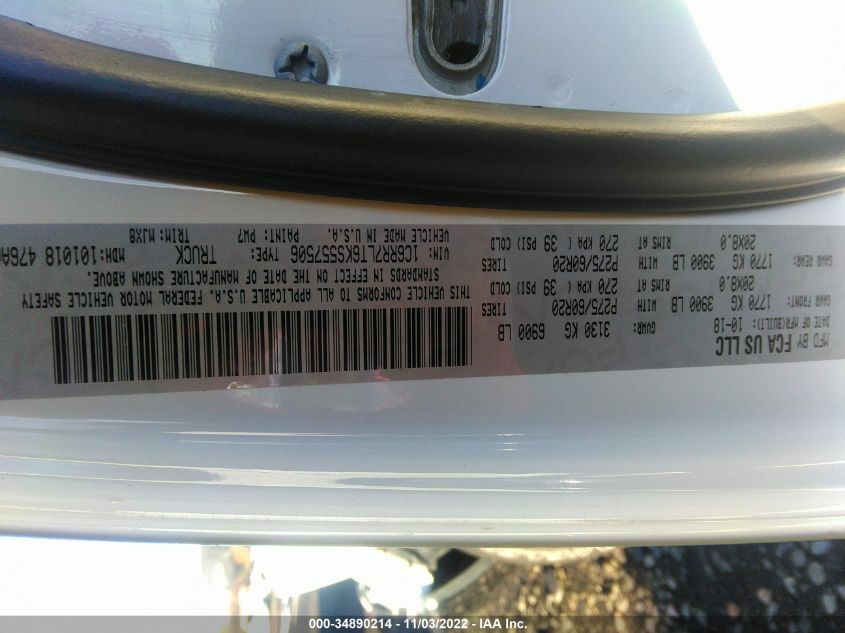 MFD BY FCA US LLC
DATE OF MFR(BUILT): 10-18 GVWR: 3130 KG 6900 LB
GAWR FRONT: 1770 KG 3900 LB WITH P275/60R20 TIRES
20X8.0 RIMS AT 270 KPA ( 39 PSI) COLD
GAWR REAR: 1770 KG 3900 LB WITH P275/60R20 TIRES
20X8.0 RIMS AT 270 KPA ( 39 PSI) COLD
THIS VEHICLE CONFORMS TO ALL APPLICABLE U.S.A. FEDERAL MOTOR VEHICLE SAFETY
STANDARDS IN EFFECT ON THE DATE OF MANUFACTURE SHOWN ABOVE.
VIN: 1C6RR7LT6KS557506 TYPE: TRUCK MDH: 101018 476A
VEHICLE MADE IN U.S.A. PAINT: PW7 TRIM: MJX8
000-34890214 - 11/03/2022 - IAA Inc.